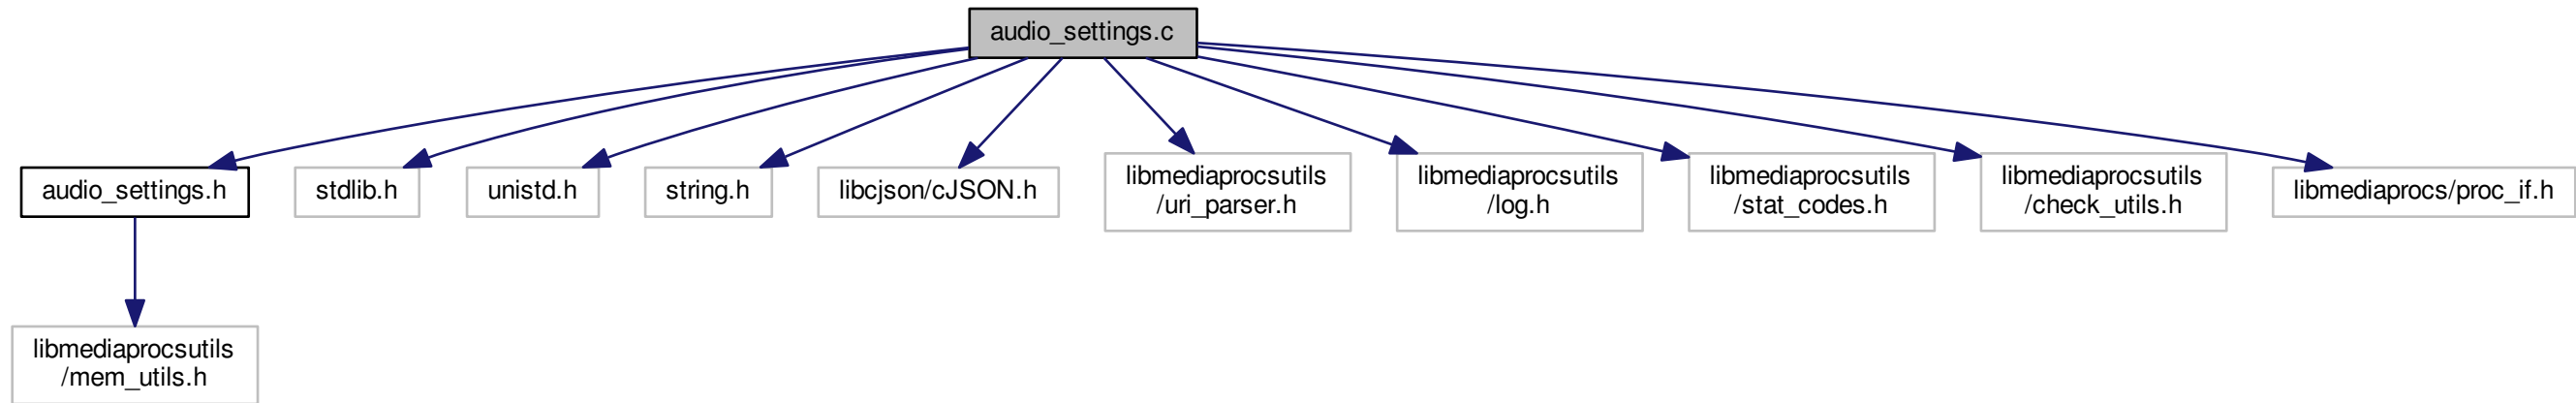 audio_settings.c
audio_settings.h
stdlib.h
unistd.h
string.h
libcjson/cJSON.h
libmediaprocsutils
/uri_parser.h
libmediaprocsutils
/log.h
libmediaprocsutils
/stat_codes.h
libmediaprocsutils
/check_utils.h
libmediaprocs/proc_if.h
libmediaprocsutils
/mem_utils.h